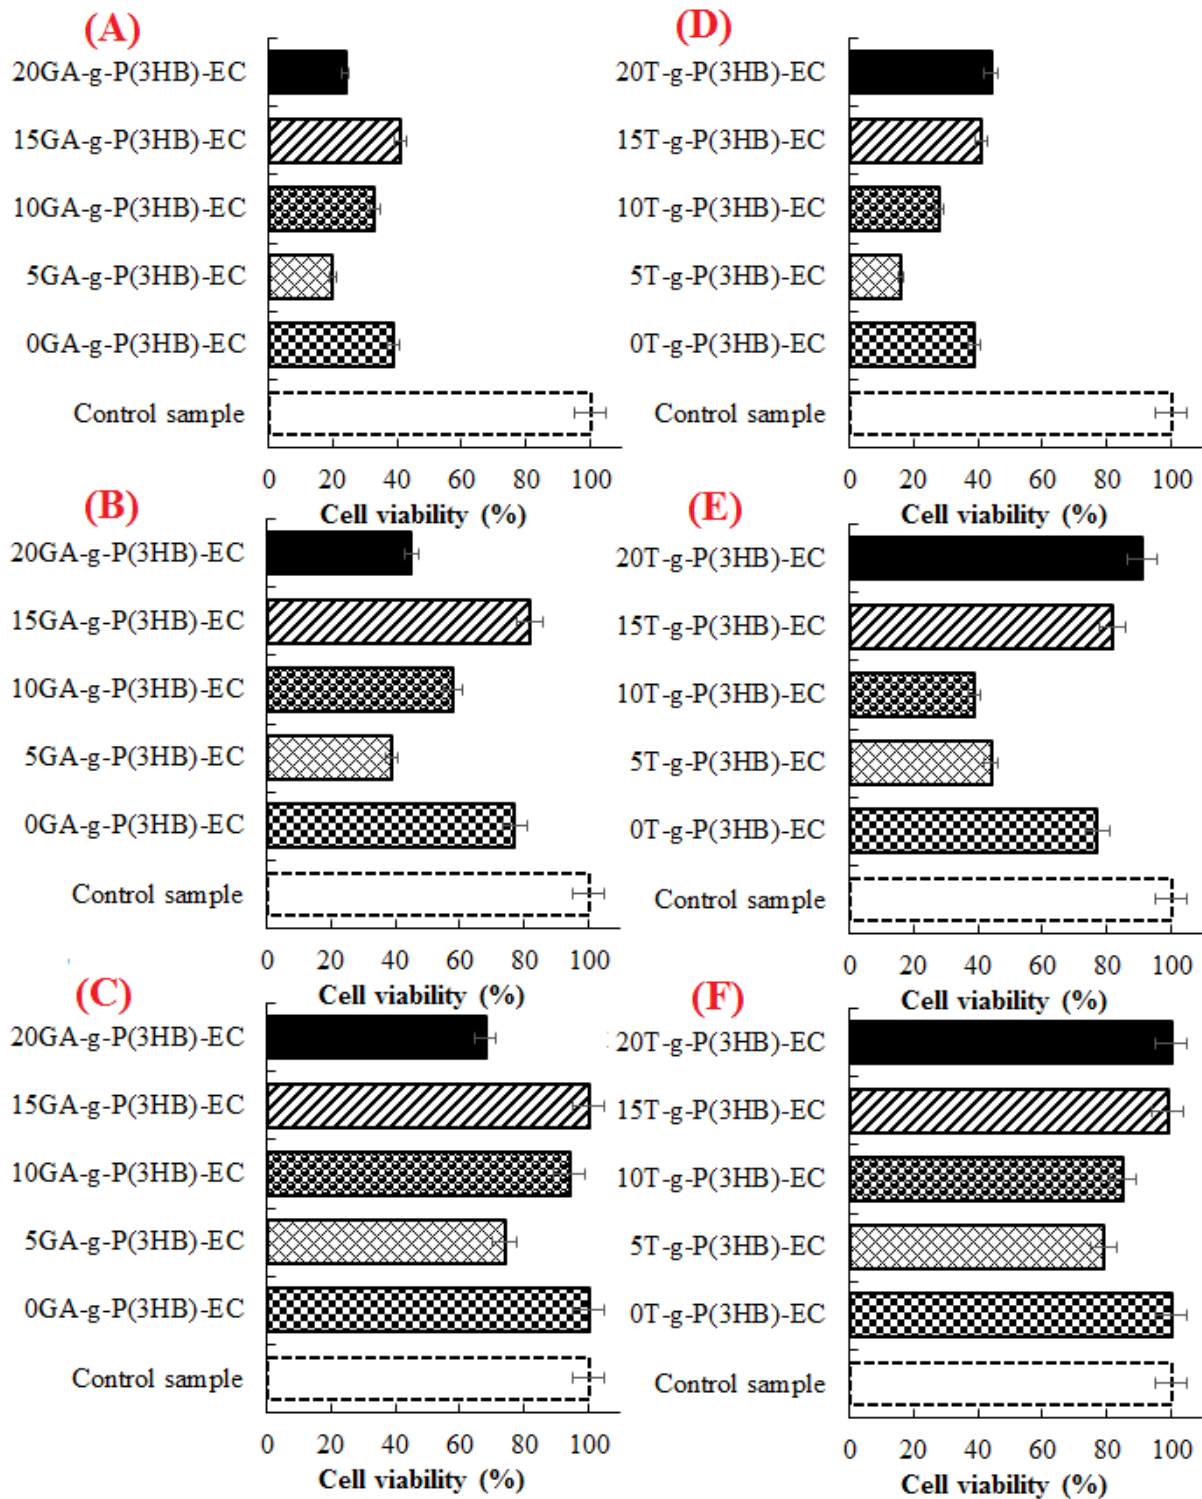 (A)
20GA-g-P(3HB)-EC
15GA-g-P(3HB)-EC
10GA-g-P(3HB)-EC
5GA-g-P(3HB)-EC
0GA-g-P(3HB)-EC
Control sample
0 20 40 60 80 100
Cell viability (%)
(D)
20T-g-P(3HB)-EC
15T-g-P(3HB)-EC
10T-g-P(3HB)-EC
5T-g-P(3HB)-EC
0T-g-P(3HB)-EC
Control sample
0 20 40 60 80 100
Cell viability (%)
(B)
20GA-g-P(3HB)-EC
15GA-g-P(3HB)-EC
10GA-g-P(3HB)-EC
5GA-g-P(3HB)-EC
0GA-g-P(3HB)-EC
Control sample
0 20 40 60 80 100
Cell viability (%)
(E)
20T-g-P(3HB)-EC
15T-g-P(3HB)-EC
10T-g-P(3HB)-EC
5T-g-P(3HB)-EC
0T-g-P(3HB)-EC
Control sample
0 20 40 60 80 100
Cell viability (%)
(C)
20GA-g-P(3HB)-EC
15GA-g-P(3HB)-EC
10GA-g-P(3HB)-EC
5GA-g-P(3HB)-EC
0GA-g-P(3HB)-EC
Control sample
0 20 40 60 80 100
Cell viability (%)
(F)
20T-g-P(3HB)-EC
15T-g-P(3HB)-EC
10T-g-P(3HB)-EC
5T-g-P(3HB)-EC
0T-g-P(3HB)-EC
Control sample
0 20 40 60 80 100
Cell viability (%)